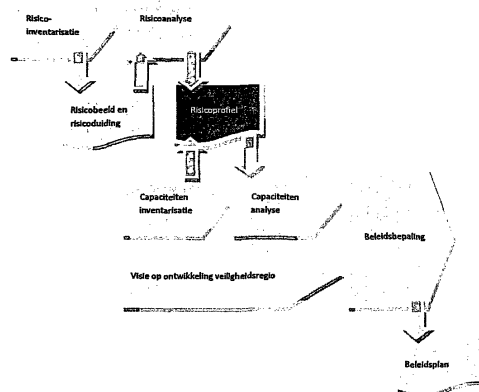 Risico-
inventarisatie
Risicoanalyse
Risicobeeld en
risicoduiding
Risicoprofiel
Capaciteiten
inventarisatie
Capaciteiten
analyse
Beleidsbepaling
Visie op ontwikkeling veiligheidsregio
Beleidsplan